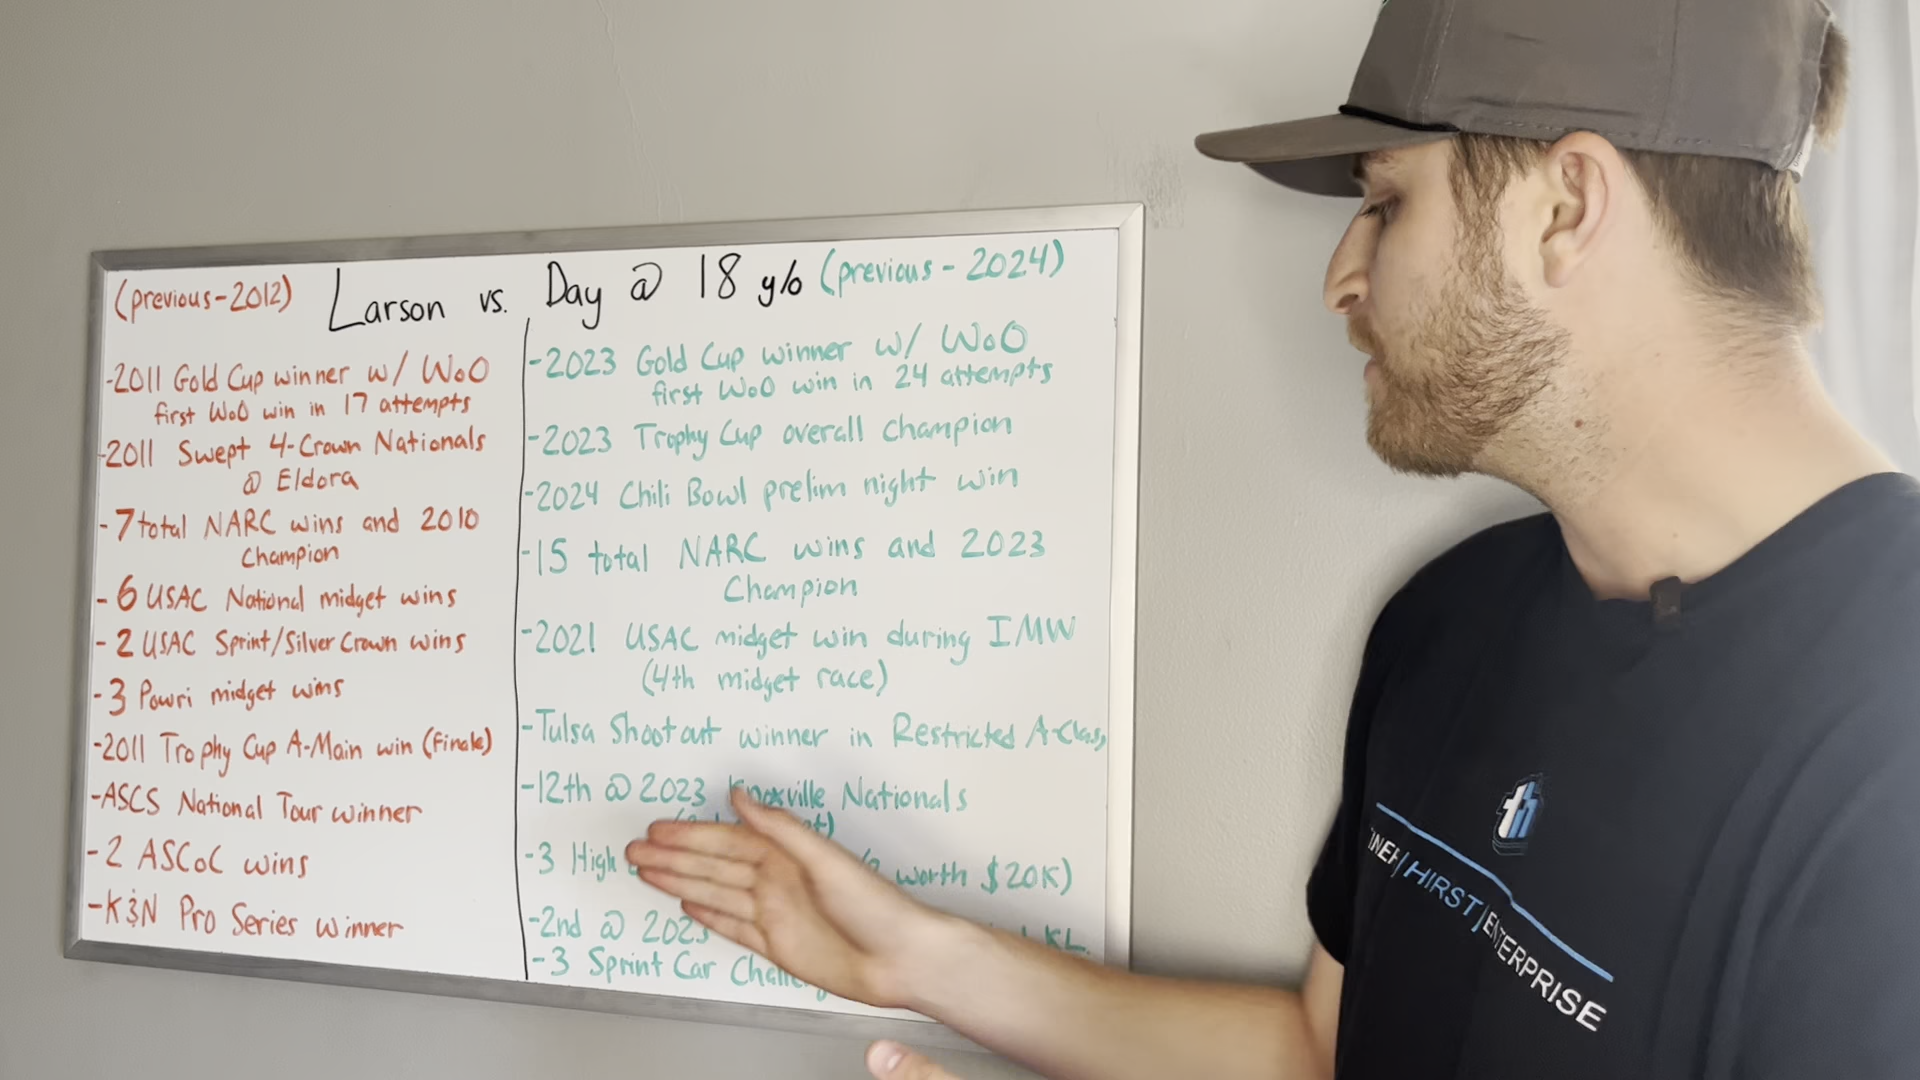 (previous-2012) Larson vs. Day @ 18 y/o (previous - 2024)
-2011 Gold Cup winner w/ WoO
first WoO win in 17 attempts
-2011 Swept 4-Crown Nationals
@ Eldora
-7 total NARC wins and 2010
Champion
-6 USAC National midget wins
-2 USAC Sprint/Silver Crown wins
-3 Powri midget wins
-2011 Trophy Cup A-Main win (Finale)
-ASCS National Tour winner
-2 ASCoC wins
-K&N Pro Series winner
-2023 Gold Cup winner w/ WoO
first WoO win in 24 attempts
-2023 Trophy Cup overall champion
-2024 Chili Bowl prelim night win
-15 total NARC wins and 2023
Champion
-2021 USAC midget win during IMW
(4th midget race)
-Tulsa Shootout winner in Restricted A-Class
-12th @ 2023 Knoxville Nationals
-3 High worth $20K)
-2nd @ 2023 KL
-3 Sprint Car
th
HIRST ENTERPRISE